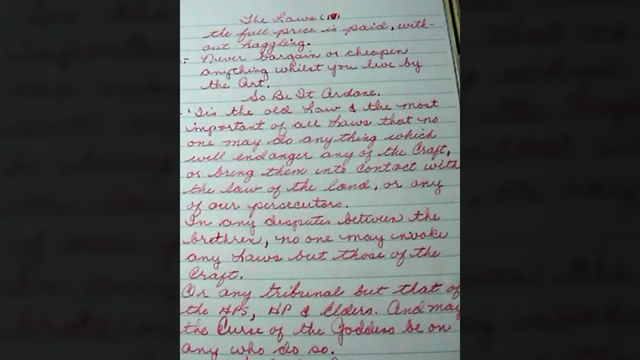 The Laws (19)
the full price is paid, with-
out haggling.
- Never bargain or cheapen
anything whilst you live by
the Art.
So Be It Ardane.
- 'Tis the old Law & the most
important of all Laws that no
one may do anything which
will endanger any of the Craft,
or bring them into contact with
the law of the land, or any
of our persecutors.
In any disputes between the
brethren, no one may invoke
any Laws but those of the
Craft.
Or any tribunal but that of
the HPS, HP & Elders. And may
the Curse of the Goddess be on
any who do so.